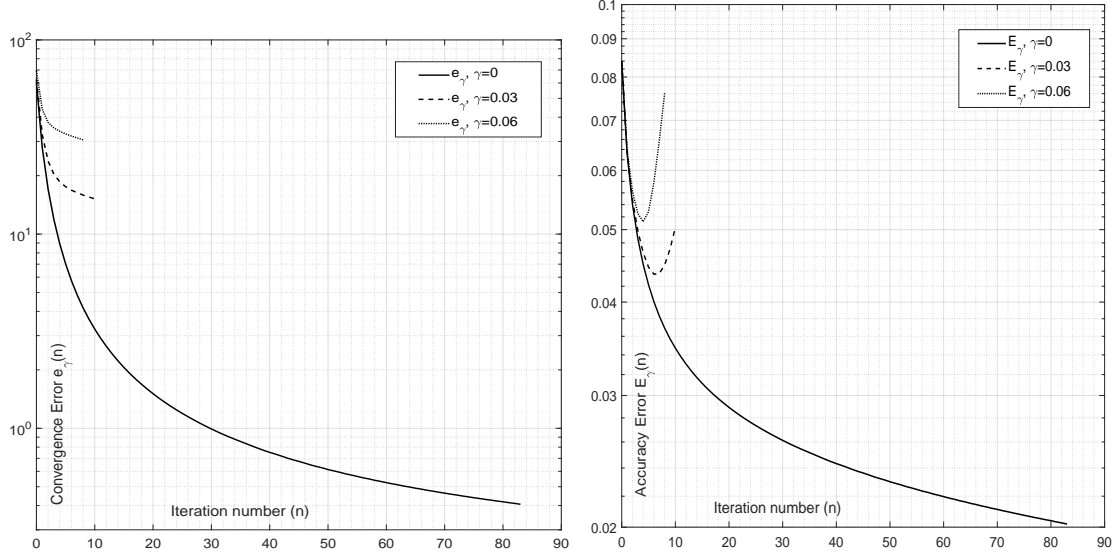 10^2
10^1
10^0
0 10 20 30 40 50 60 70 80 90
Convergence Error e_γ(n)
Iteration number (n)
e_γ, γ=0
e_γ, γ=0.03
e_γ, γ=0.06
0.1
0.09
0.08
0.07
0.06
0.05
0.04
0.03
0.02
0 10 20 30 40 50 60 70 80 90
Accuracy Error E_γ(n)
Iteration number (n)
E_γ, γ=0
E_γ, γ=0.03
E_γ, γ=0.06